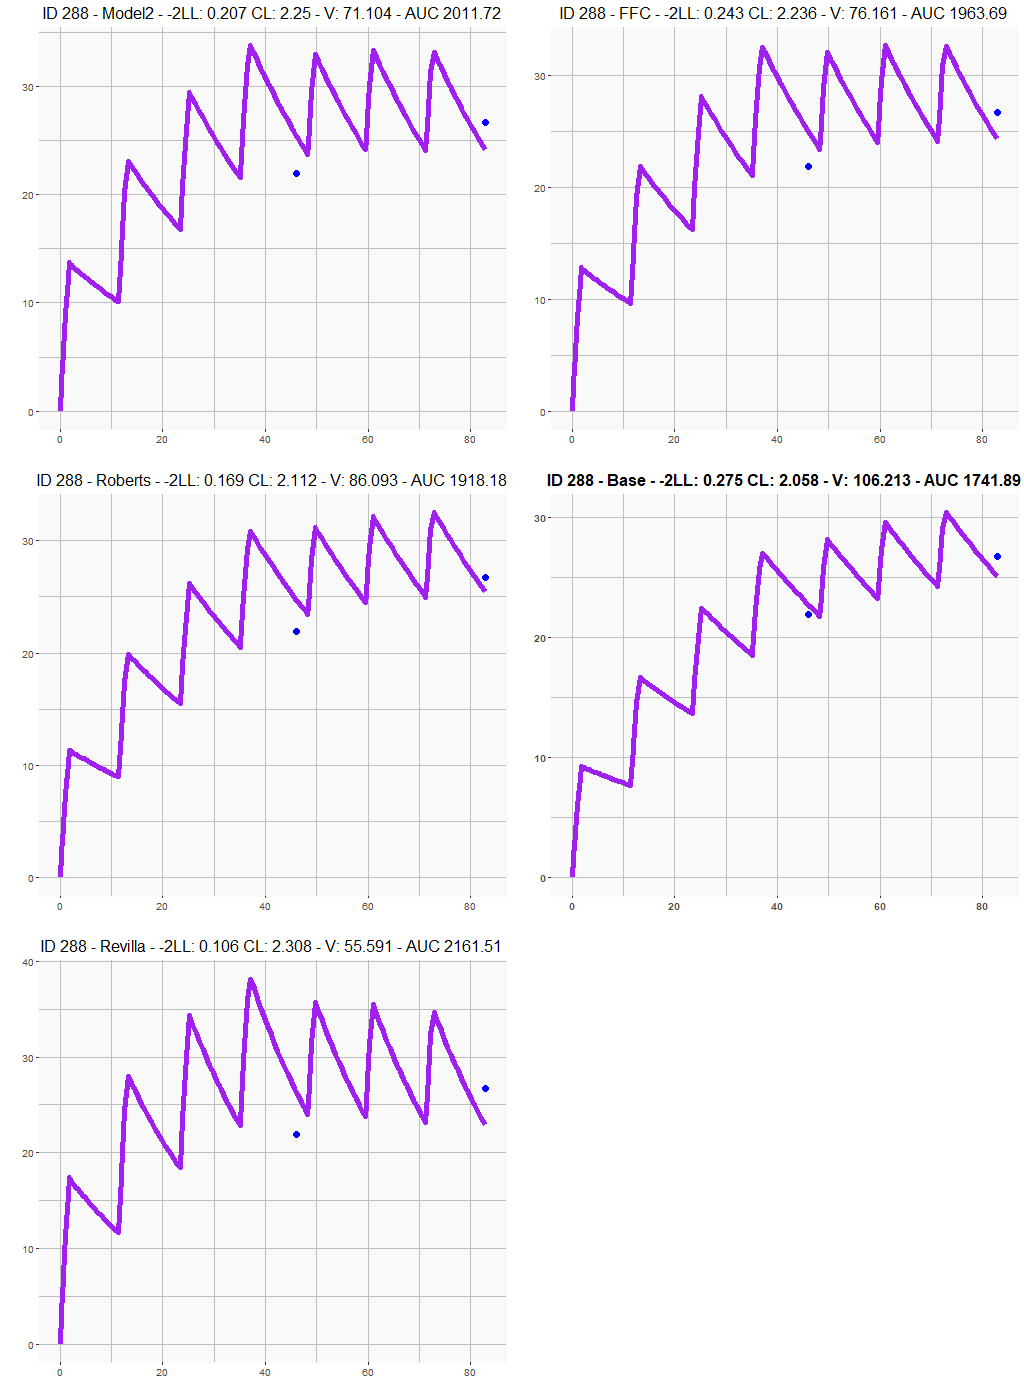 ID 288 - Model2 - -2LL: 0.207 CL: 2.25 - V: 71.104 - AUC 2011.72
30
20
10
0
0 20 40 60 80
ID 288 - FFC - -2LL: 0.243 CL: 2.236 - V: 76.161 - AUC 1963.69
30
20
10
0
0 20 40 60 80
ID 288 - Roberts - -2LL: 0.169 CL: 2.112 - V: 86.093 - AUC 1918.18
30
20
10
0
0 20 40 60 80
ID 288 - Base - -2LL: 0.275 CL: 2.058 - V: 106.213 - AUC 1741.89
30
20
10
0
0 20 40 60 80
ID 288 - Revilla - -2LL: 0.106 CL: 2.308 - V: 55.591 - AUC 2161.51
40
30
20
10
0
0 20 40 60 80